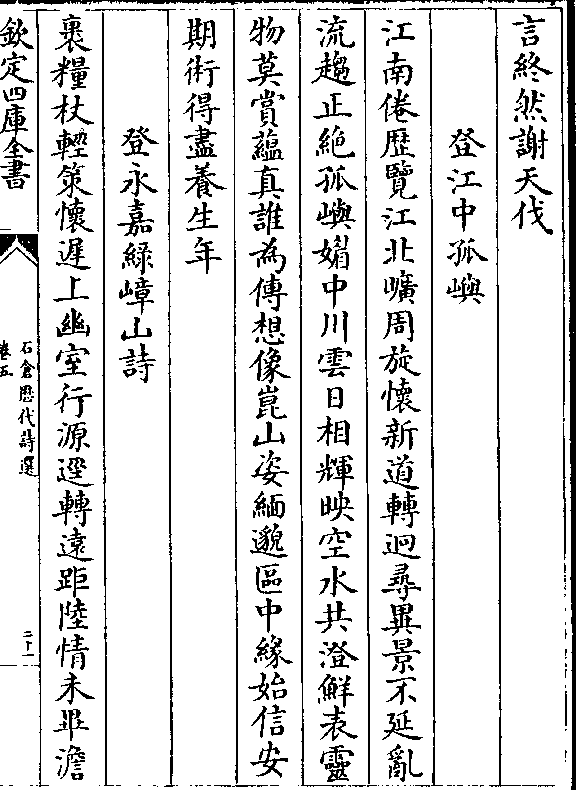 言終然謝天伐
登江中孤嶼
江南倦歴覽江北曠周旋懷新道轉迥尋異景不延亂
流趨正絶孤嶼媚中川雲日相輝映空水共澄鮮表靈
物莫賞藴真誰為傳想像崑山姿緬邈區中縁始信安
期術得盡養生年
登永嘉緑嶂山詩
裹糧杖輕策懷遲上幽室行源逕轉遠距陸情未畢澹
欽定四庫全書
石倉歷代詩選
卷五
二十一